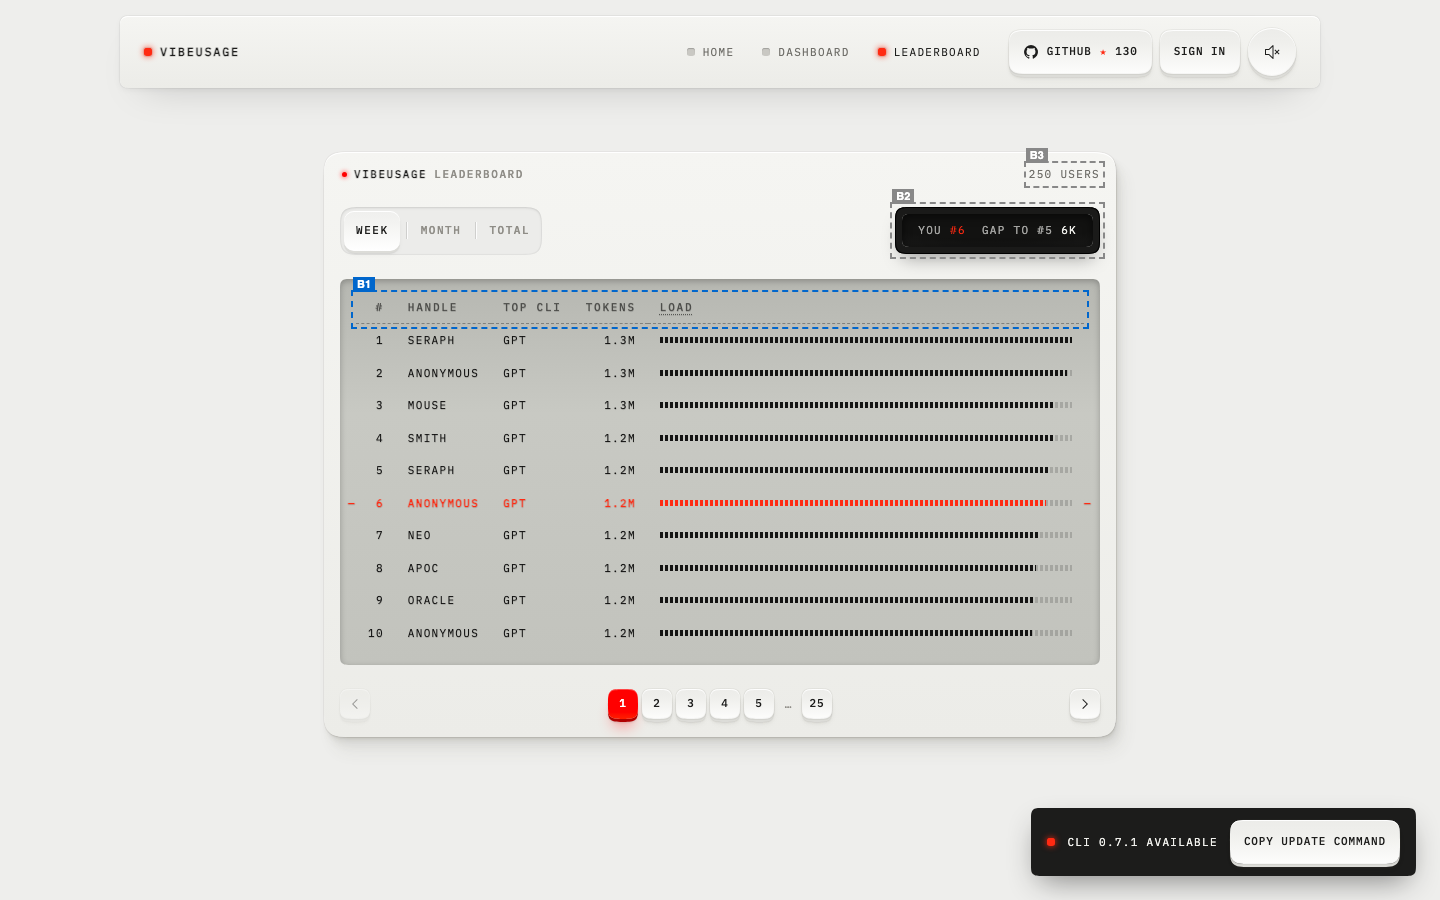 VIBEUSAGE
HOME
DASHBOARD
LEADERBOARD
GITHUB ★ 130
SIGN IN
B3
VIBEUSAGE LEADERBOARD
250 USERS
B2
WEEK
MONTH
TOTAL
YOU #6 GAP TO #5 6K
B1
# HANDLE TOP CLI TOKENS LOAD
1 SERAPH GPT 1.3M
2 ANONYMOUS GPT 1.3M
3 MOUSE GPT 1.3M
4 SMITH GPT 1.2M
5 SERAPH GPT 1.2M
— 6 ANONYMOUS GPT 1.2M —
7 NEO GPT 1.2M
8 APOC GPT 1.2M
9 ORACLE GPT 1.2M
10 ANONYMOUS GPT 1.2M
1 2 3 4 5 … 25
CLI 0.7.1 AVAILABLE
COPY UPDATE COMMAND